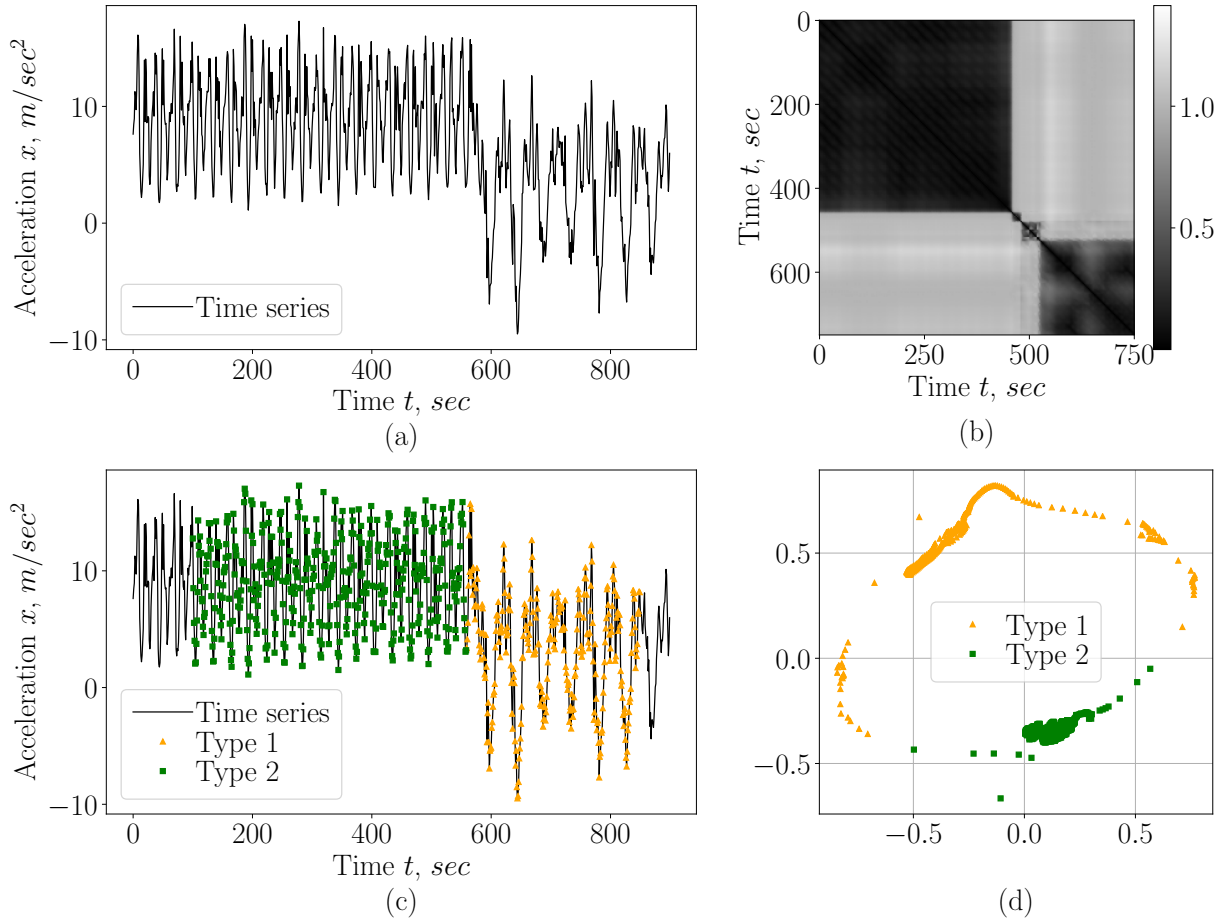 Acceleration x, m/sec²
10
0
−10
Time series
0
200
400
600
800
Time t, sec
(a)
Time t, sec
0
200
400
600
0
250
500
750
Time t, sec
1.0
0.5
(b)
Acceleration x, m/sec²
10
0
−10
Time series
Type 1
Type 2
0
200
400
600
800
Time t, sec
(c)
0.5
0.0
−0.5
Type 1
Type 2
−0.5
0.0
0.5
(d)